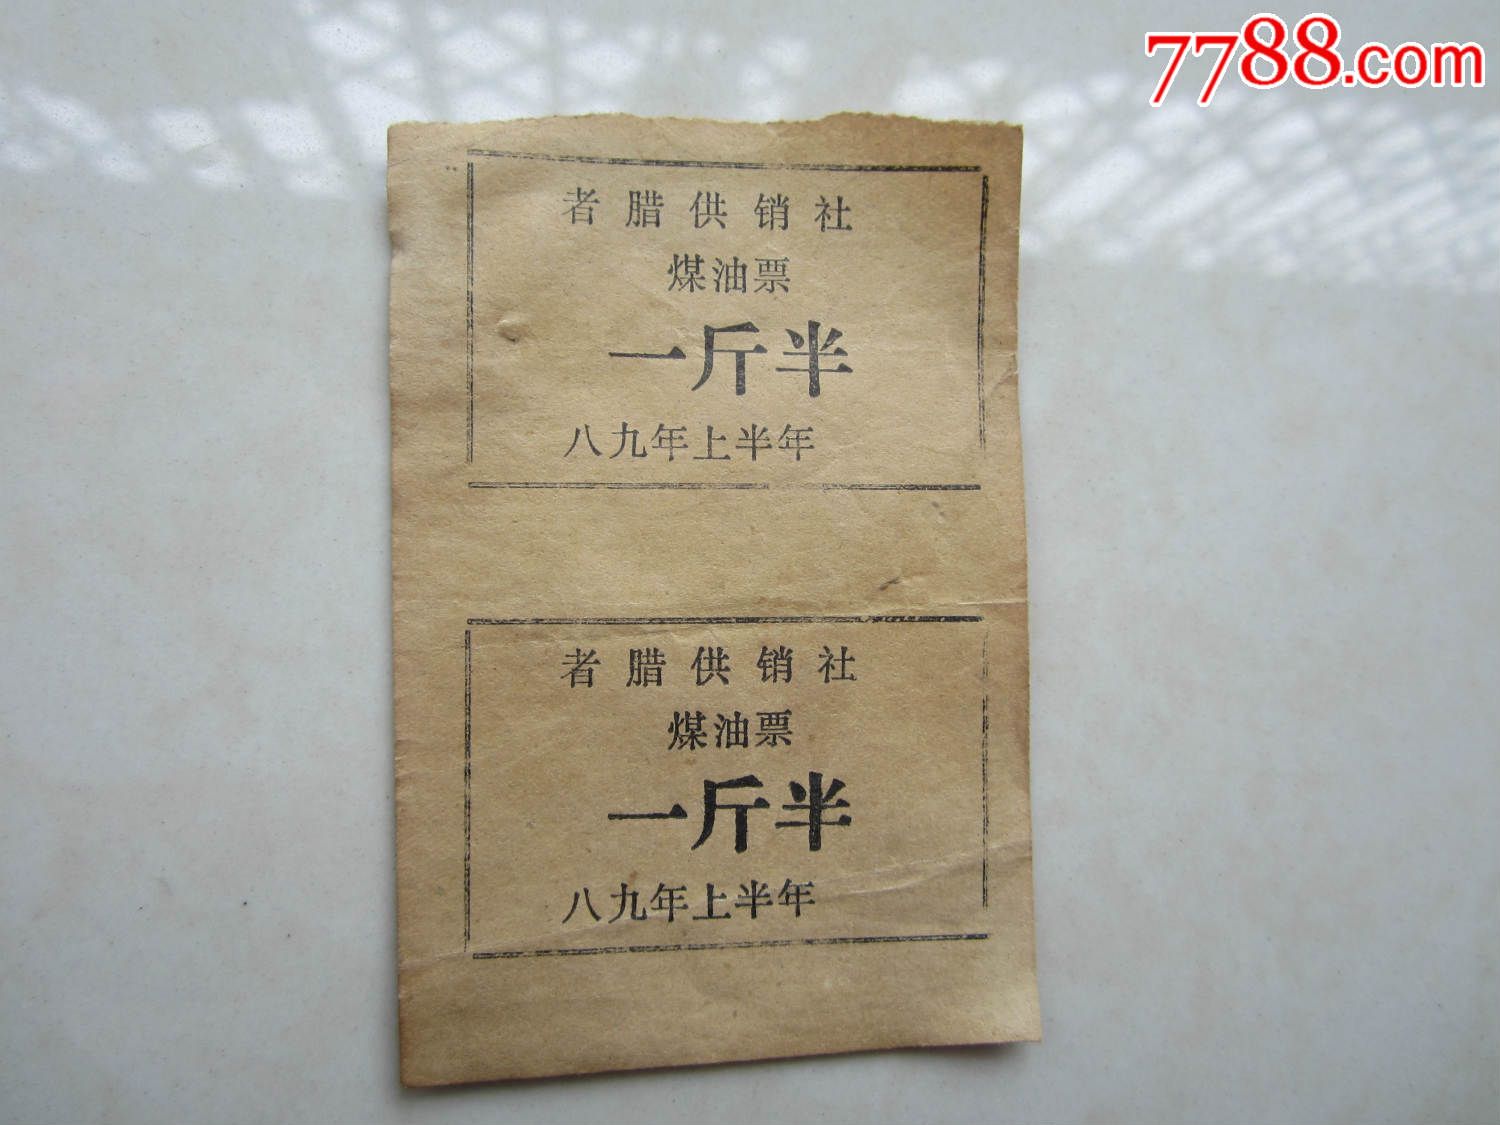 7788.com
者腊供销社
煤油票
一斤半
八九年上半年
者腊供销社
煤油票
一斤半
八九年上半年